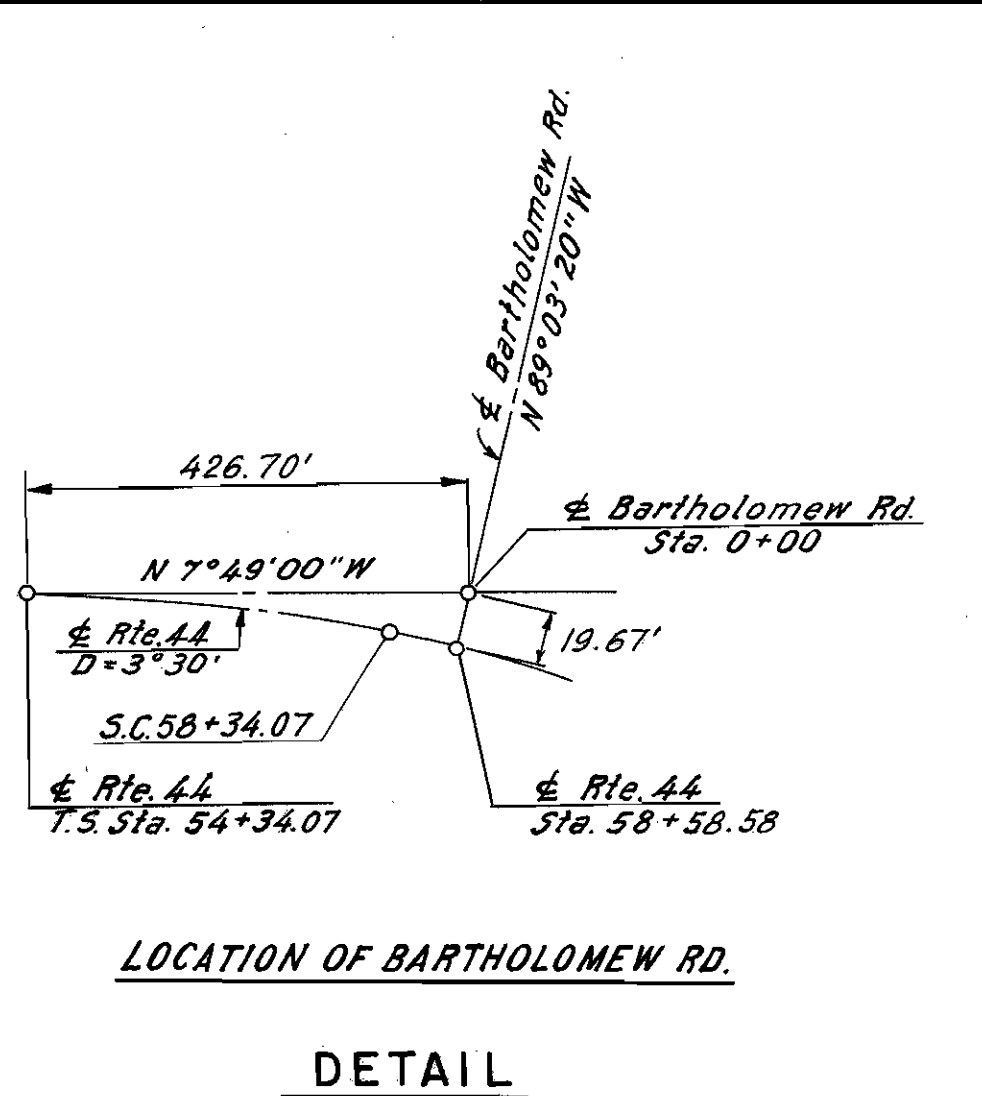 ℄ Bartholomew Rd.
N 89°03'20"W
426.70'
℄ Bartholomew Rd.
Sta. 0+00
N 7°49'00"W
℄ Rte. 44
D = 3°30'
19.67'
S.C. 58+34.07
℄ Rte. 44
T.S. Sta. 54+34.07
℄ Rte. 44
Sta. 58+58.58
LOCATION OF BARTHOLOMEW RD.
DETAIL